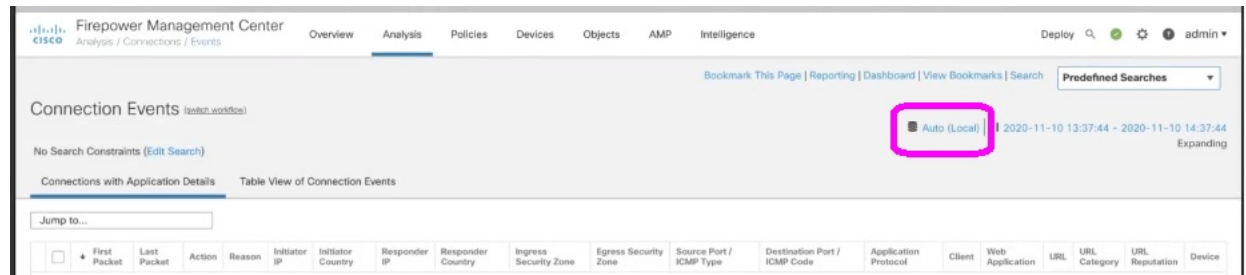 CISCO
Firepower Management Center
Analysis / Connections / Events
Overview Analysis Policies Devices Objects AMP Intelligence Deploy admin
Bookmark This Page | Reporting | Dashboard | View Bookmarks | Search
Predefined Searches
Connection Events (switch workflow)
Auto (Local)
2020-11-10 13:37:44 - 2020-11-10 14:37:44
Expanding
No Search Constraints (Edit Search)
Connections with Application Details Table View of Connection Events
Jump to...
First Packet
Last Packet
Action
Reason
Initiator IP
Initiator Country
Responder IP
Responder Country
Ingress Security Zone
Egress Security Zone
Source Port / ICMP Type
Destination Port / ICMP Code
Application Protocol
Client
Web Application
URL
URL Category
URL Reputation
Device